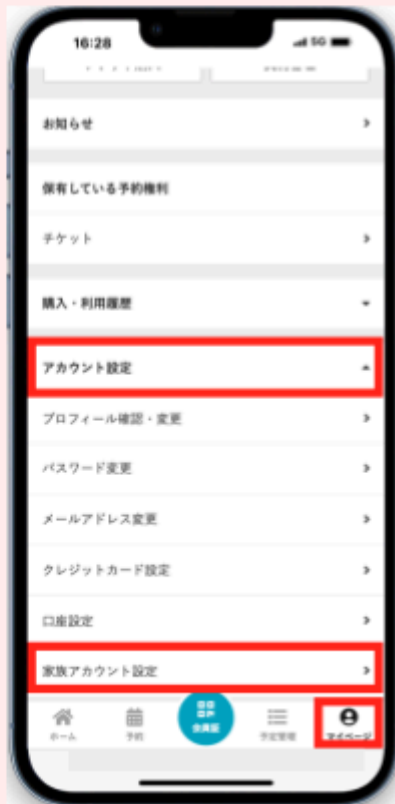 16:28
5G
お知らせ
保有している予約権利
チケット
購入・利用履歴
アカウント設定
プロフィール確認・変更
パスワード変更
メールアドレス変更
クレジットカード設定
口座設定
家族アカウント設定
ホーム
予約
会員証
予定管理
マイページ